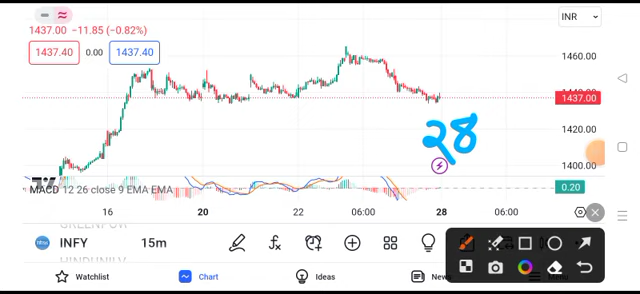 INR
1437.00 −11.85 (−0.82%)
1437.40 0.00 1437.40
1460.00
1437.00
1420.00
२8
1400.00
MACD 12 26 close 9 EMA EMA
0.20
16 20 22 06:00 28 06:00
INFY 15m
Watchlist Chart Ideas News